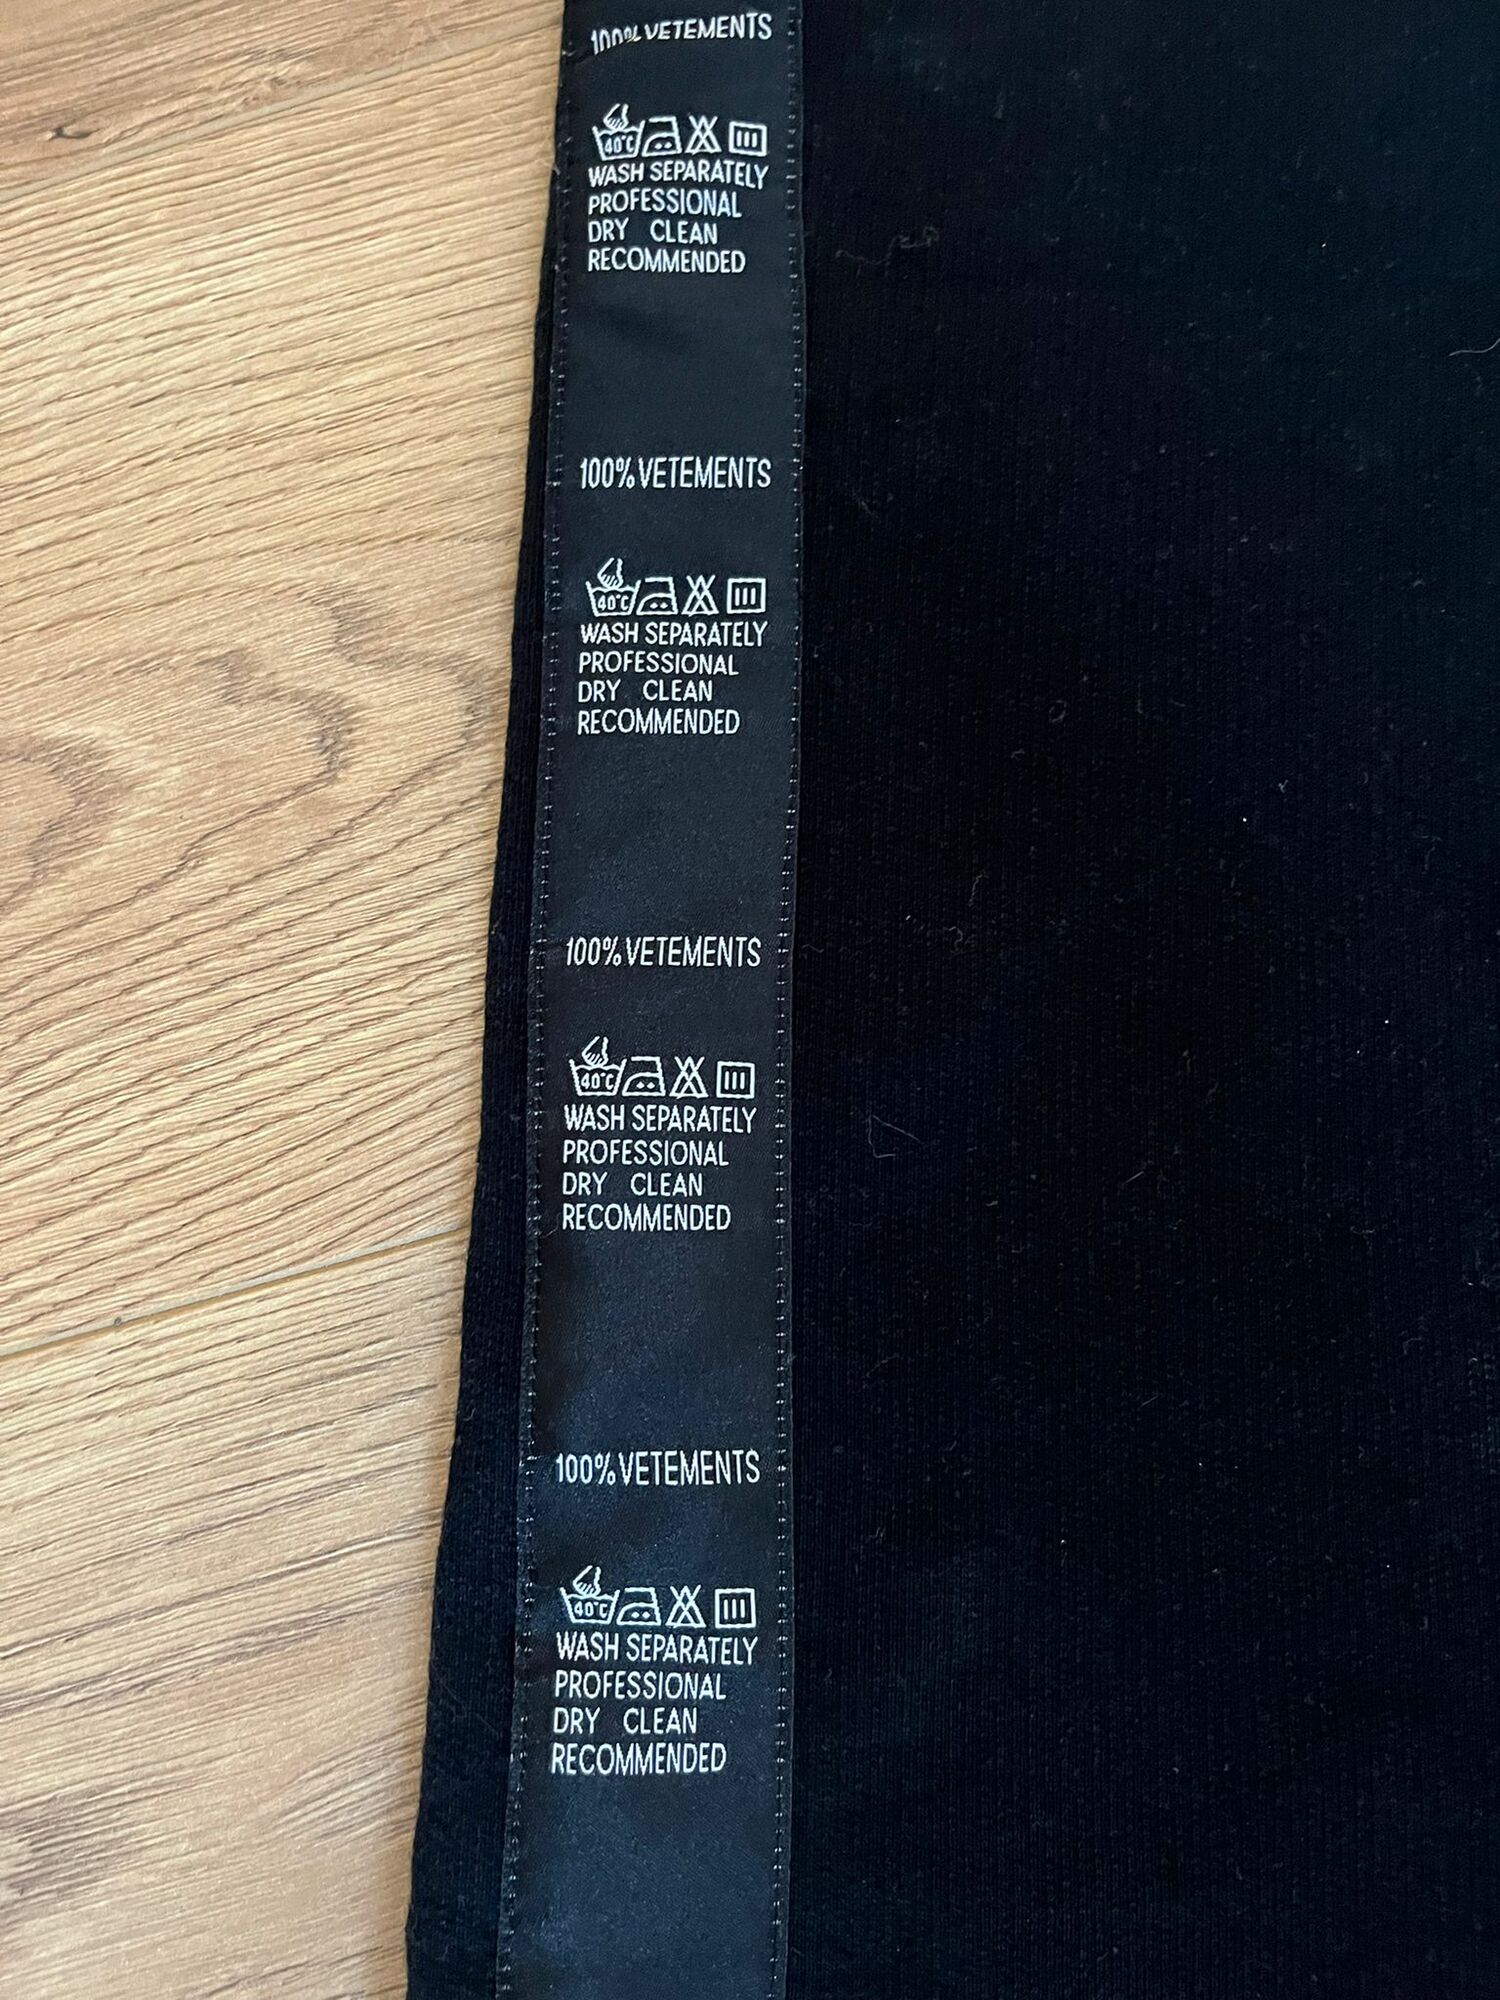 100% VETEMENTS
40°C
WASH SEPARATELY
PROFESSIONAL
DRY CLEAN
RECOMMENDED
100% VETEMENTS
40°C
WASH SEPARATELY
PROFESSIONAL
DRY CLEAN
RECOMMENDED
100% VETEMENTS
40°C
WASH SEPARATELY
PROFESSIONAL
DRY CLEAN
RECOMMENDED
100% VETEMENTS
40°C
WASH SEPARATELY
PROFESSIONAL
DRY CLEAN
RECOMMENDED